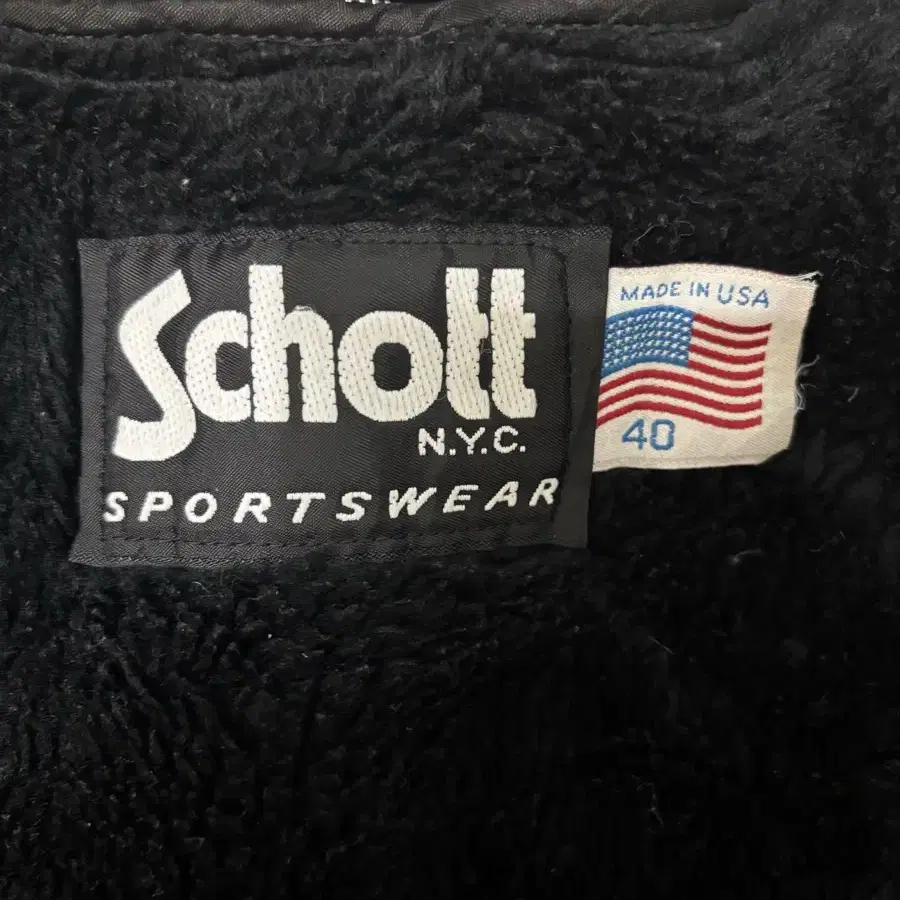 Schott
N.Y.C.
SPORTSWEAR
MADE IN USA
40